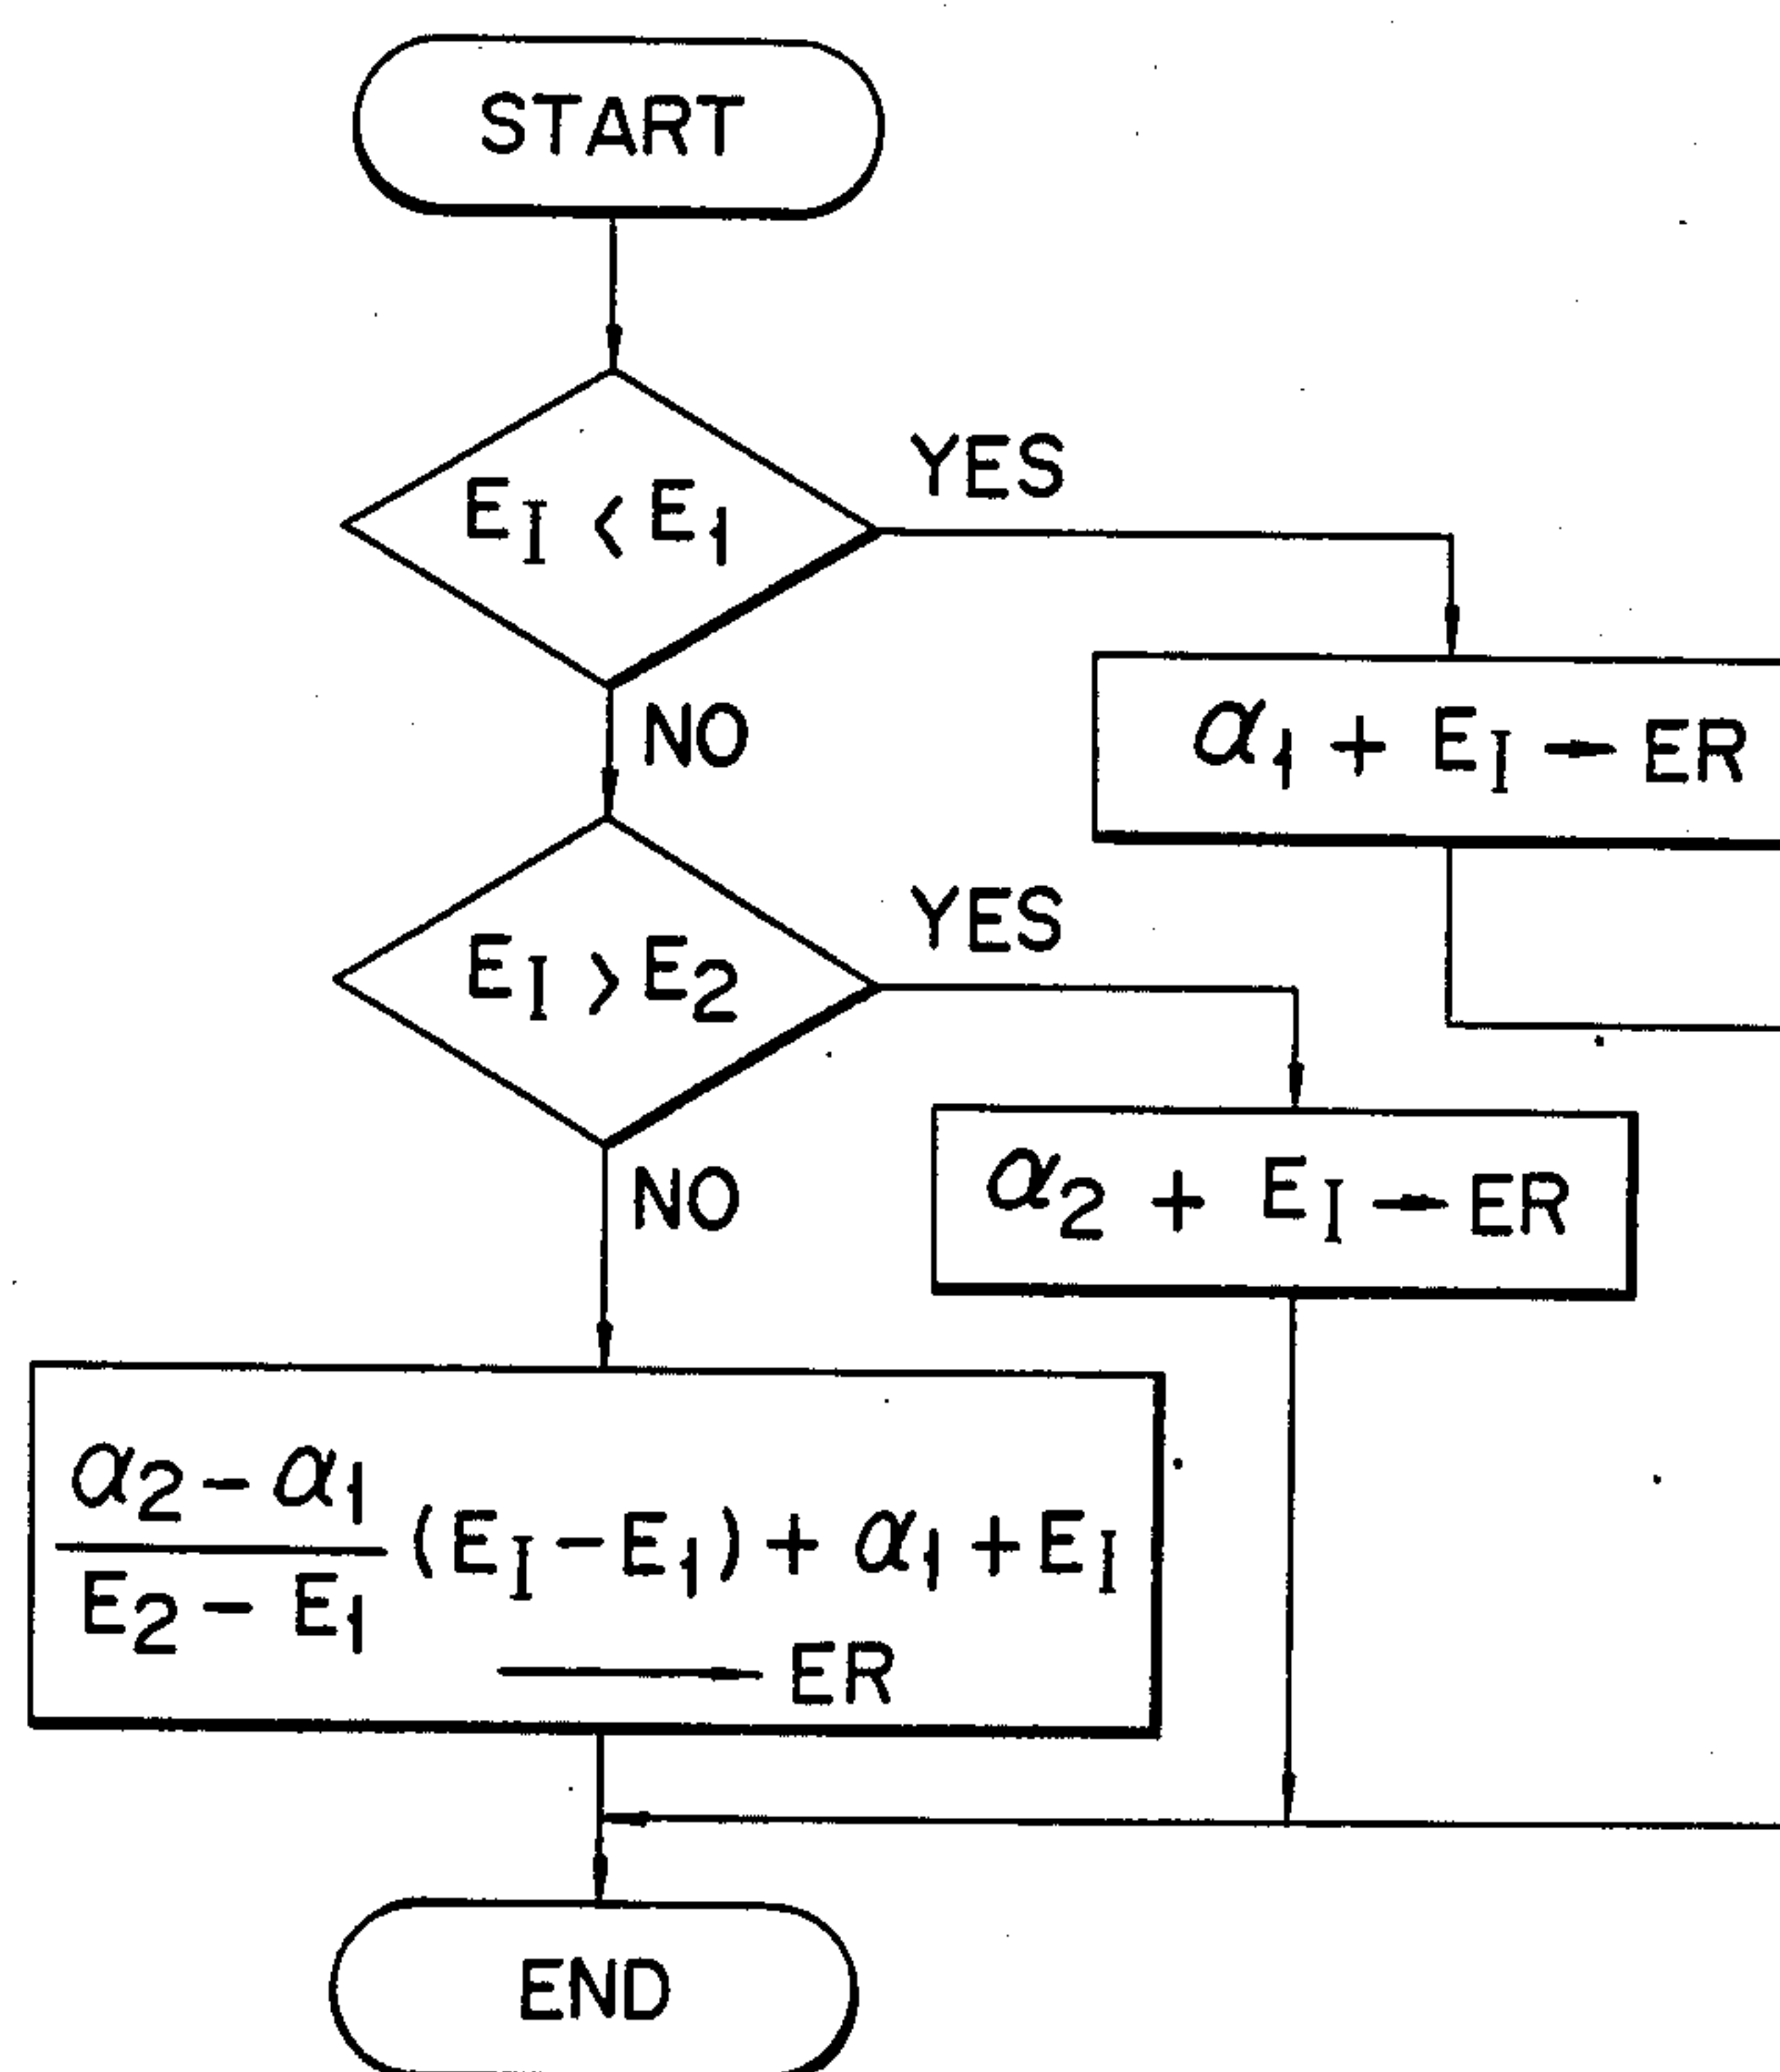 START
E_I < E_1
YES
α_1 + E_I → ER
NO
E_I > E_2
YES
α_2 + E_I → ER
NO
α_2 - α_1
E_2 - E_1
(E_I - E_1) + α_1 + E_I
→ ER
END